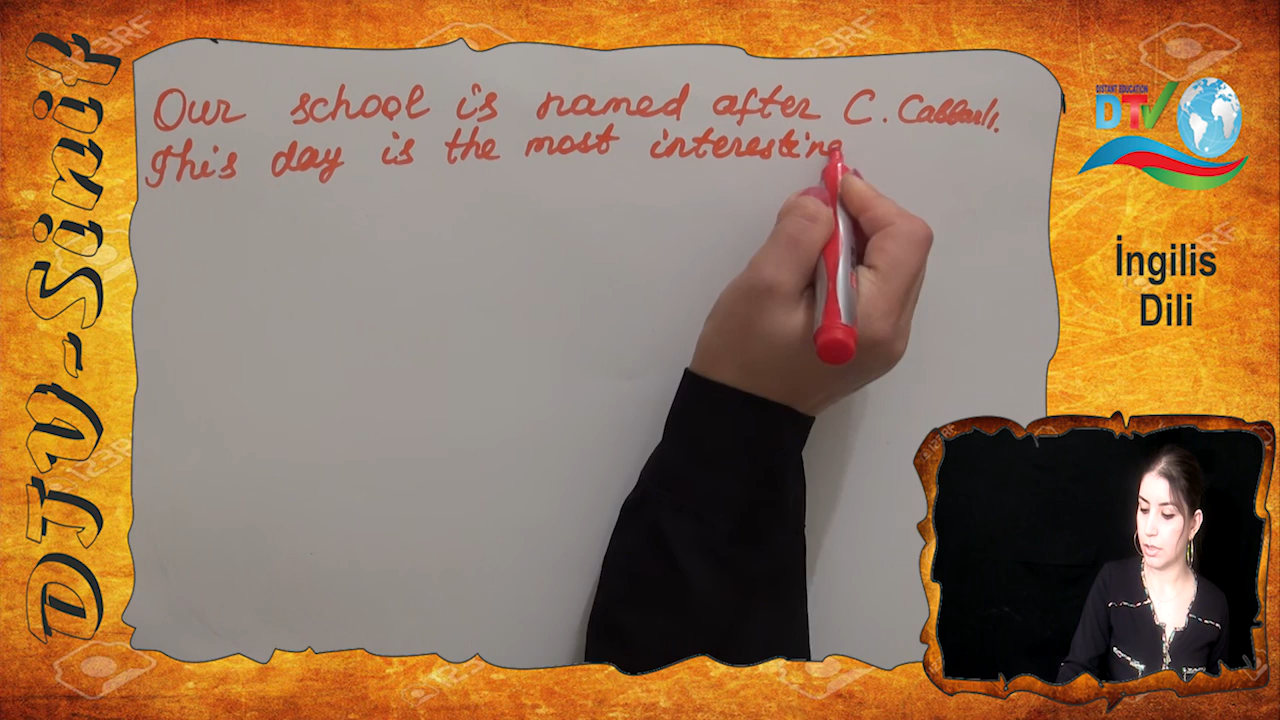 Our school is named after C. Cabbarlı.
This day is the most interesting
DTV-Sinif
DISTANT EDUCATION
DTV
İngilis
Dili